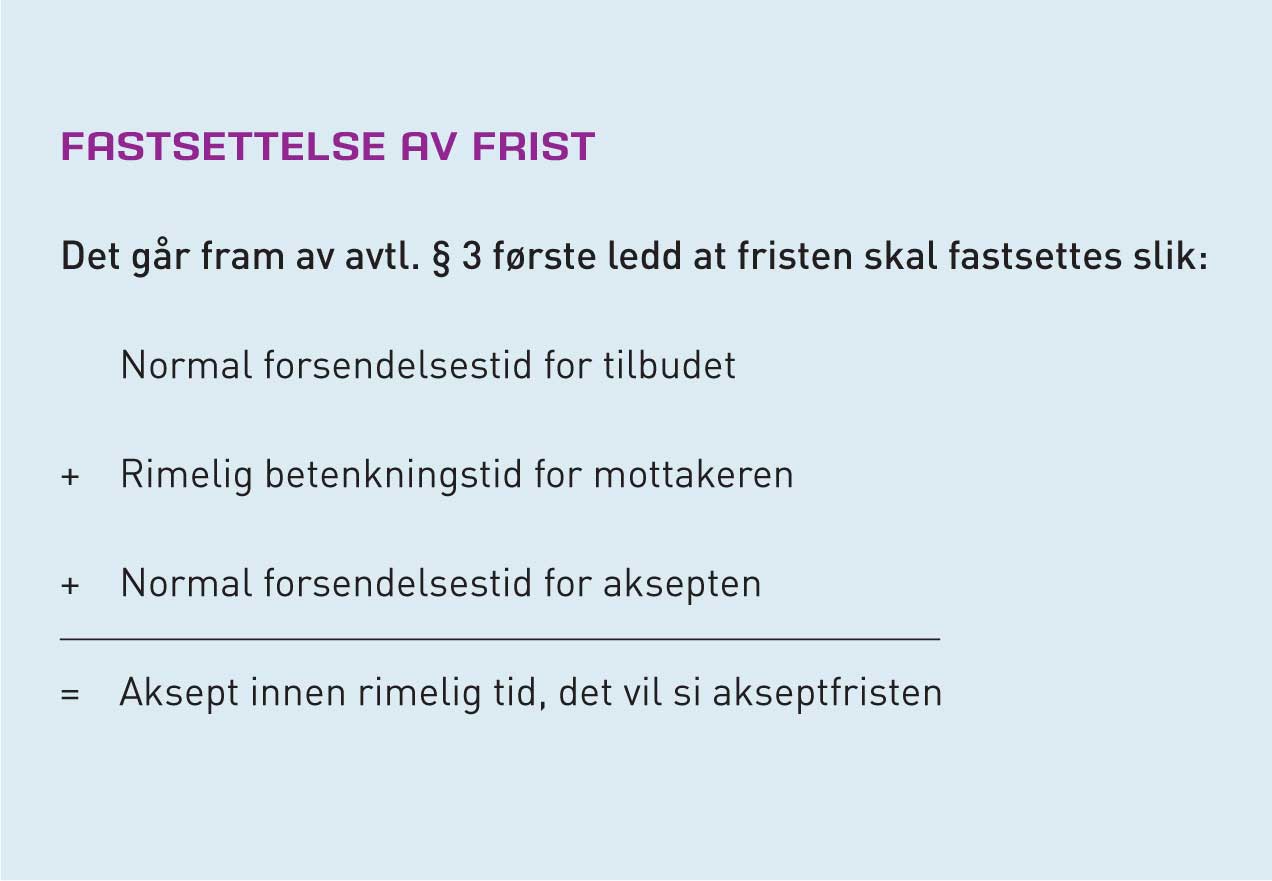 FASTSETTELSE AV FRIST
Det går fram av avtl. § 3 første ledd at fristen skal fastsettes slik:
Normal forsendelsestid for tilbudet
+ Rimelig betenkningstid for mottakeren
+ Normal forsendelsestid for aksepten
= Aksept innen rimelig tid, det vil si akseptfristen